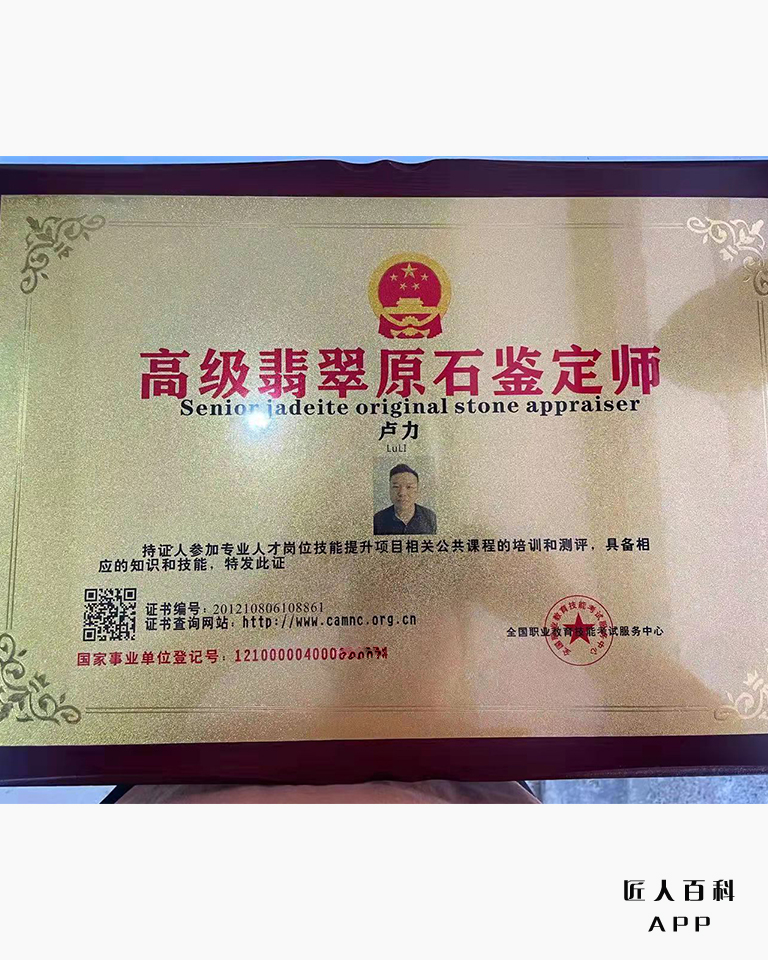 高级翡翠原石鉴定师
Senior jadeite original stone appraiser
卢力
LuLI
持证人参加专业人才岗位技能提升项目相关公共课程的培训和测评，具备相
应的知识和技能，特发此证
证书编号：201210806108861
证书查询网站：http://www.camnc.org.cn
全国职业教育技能考试服务中心
国家事业单位登记号：121000004000
匠人百科
APP